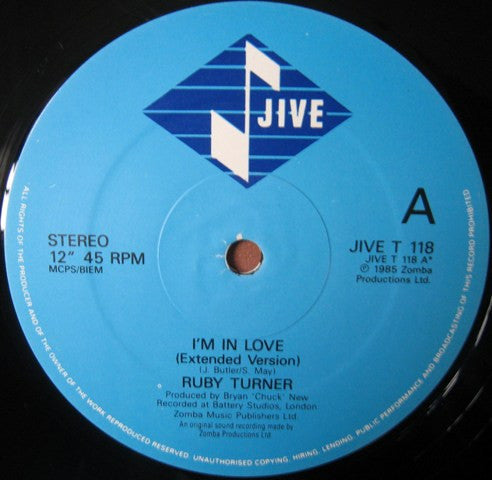 JIVE
A
STEREO
12" 45 RPM
MCPS/BIEM
JIVE T 118
JIVE T 118 A*
℗ 1985 Zomba
Productions Ltd.
I'M IN LOVE
(Extended Version)
(J. Butler/S. May)
RUBY TURNER
Produced by Bryan 'Chuck' New
Recorded at Battery Studios, London
Zomba Music Publishers Ltd.
An original sound recording made by
Zomba Productions Ltd.
ALL RIGHTS OF THE PRODUCER AND OF THE OWNER OF THE WORK REPRODUCED RESERVED. UNAUTHORISED COPYING, HIRING, LENDING, PUBLIC PERFORMANCE AND BROADCASTING OF THIS RECORD PROHIBITED